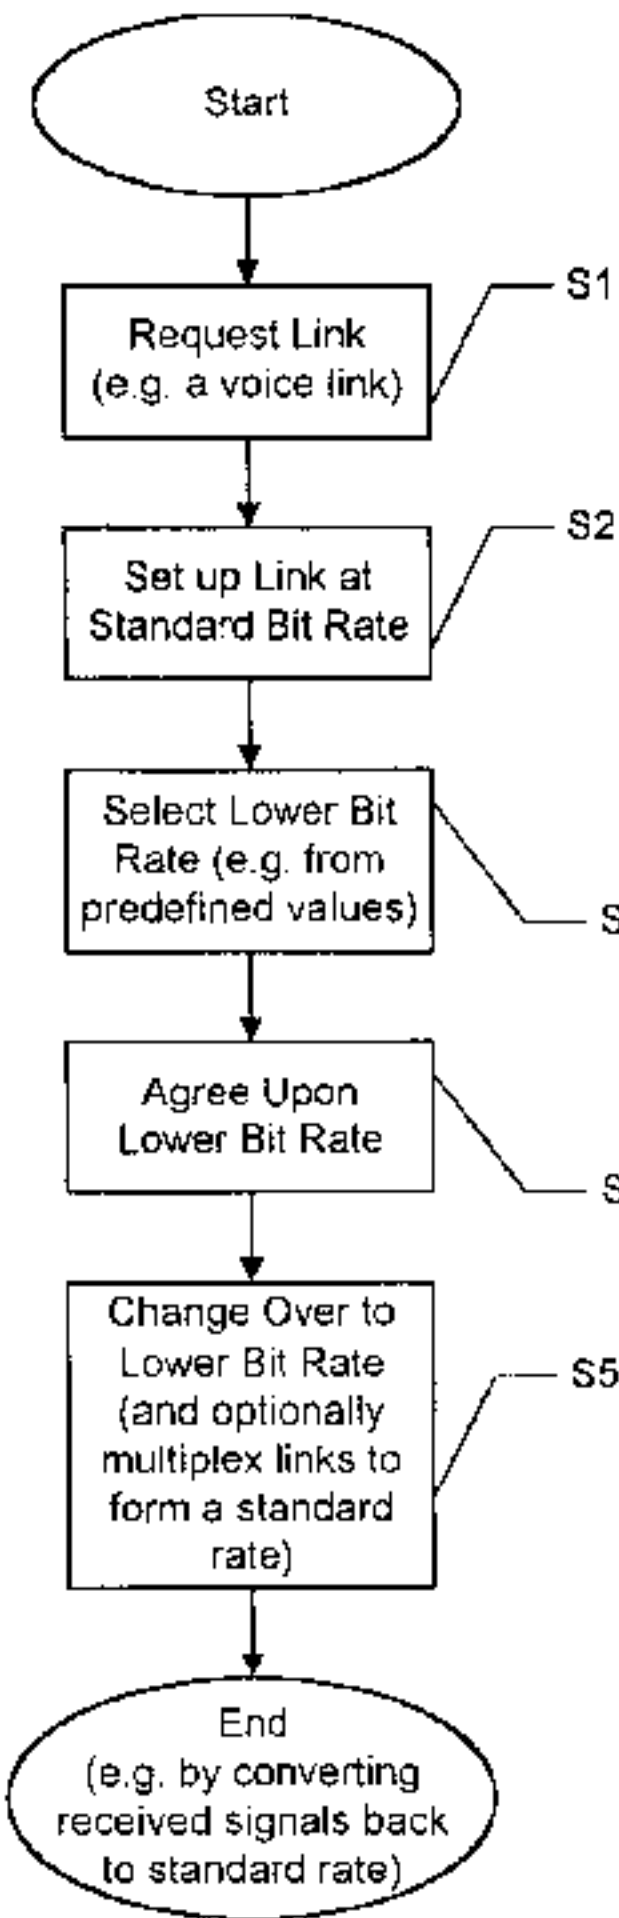 Start
S1
Request Link
(e.g. a voice link)
S2
Set up Link at
Standard Bit Rate
Select Lower Bit
Rate (e.g. from
predefined values)
S
Agree Upon
Lower Bit Rate
S
Change Over to
Lower Bit Rate
(and optionally
multiplex links to
form a standard
rate)
S5
End
(e.g. by converting
received signals back
to standard rate)